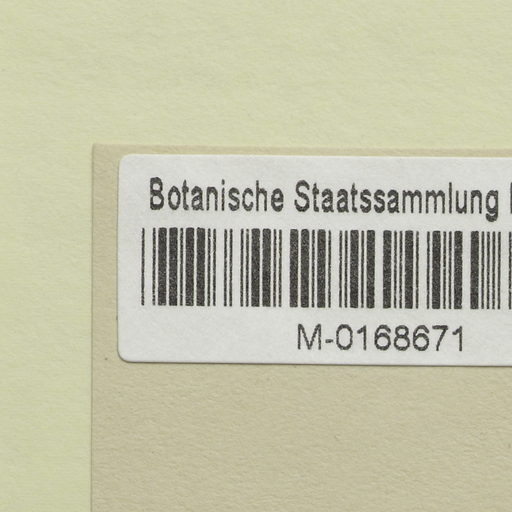 Botanische Staatssammlung
M-0168671